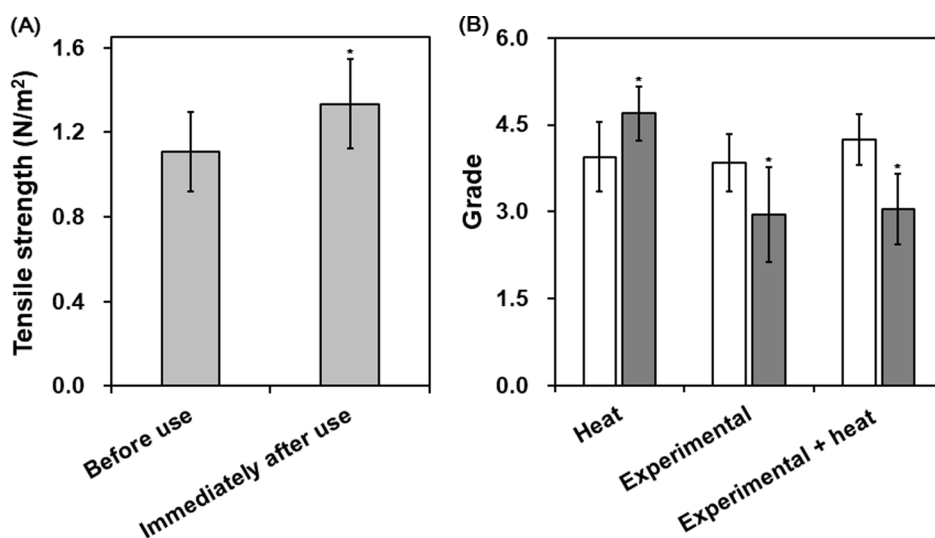 (A)
Tensile strength (N/m²)
1.6
1.2
0.8
0.4
0.0
*
Before use
Immediately after use
(B)
Grade
6.0
4.5
3.0
1.5
0.0
*
*
*
Heat
Experimental
Experimental + heat